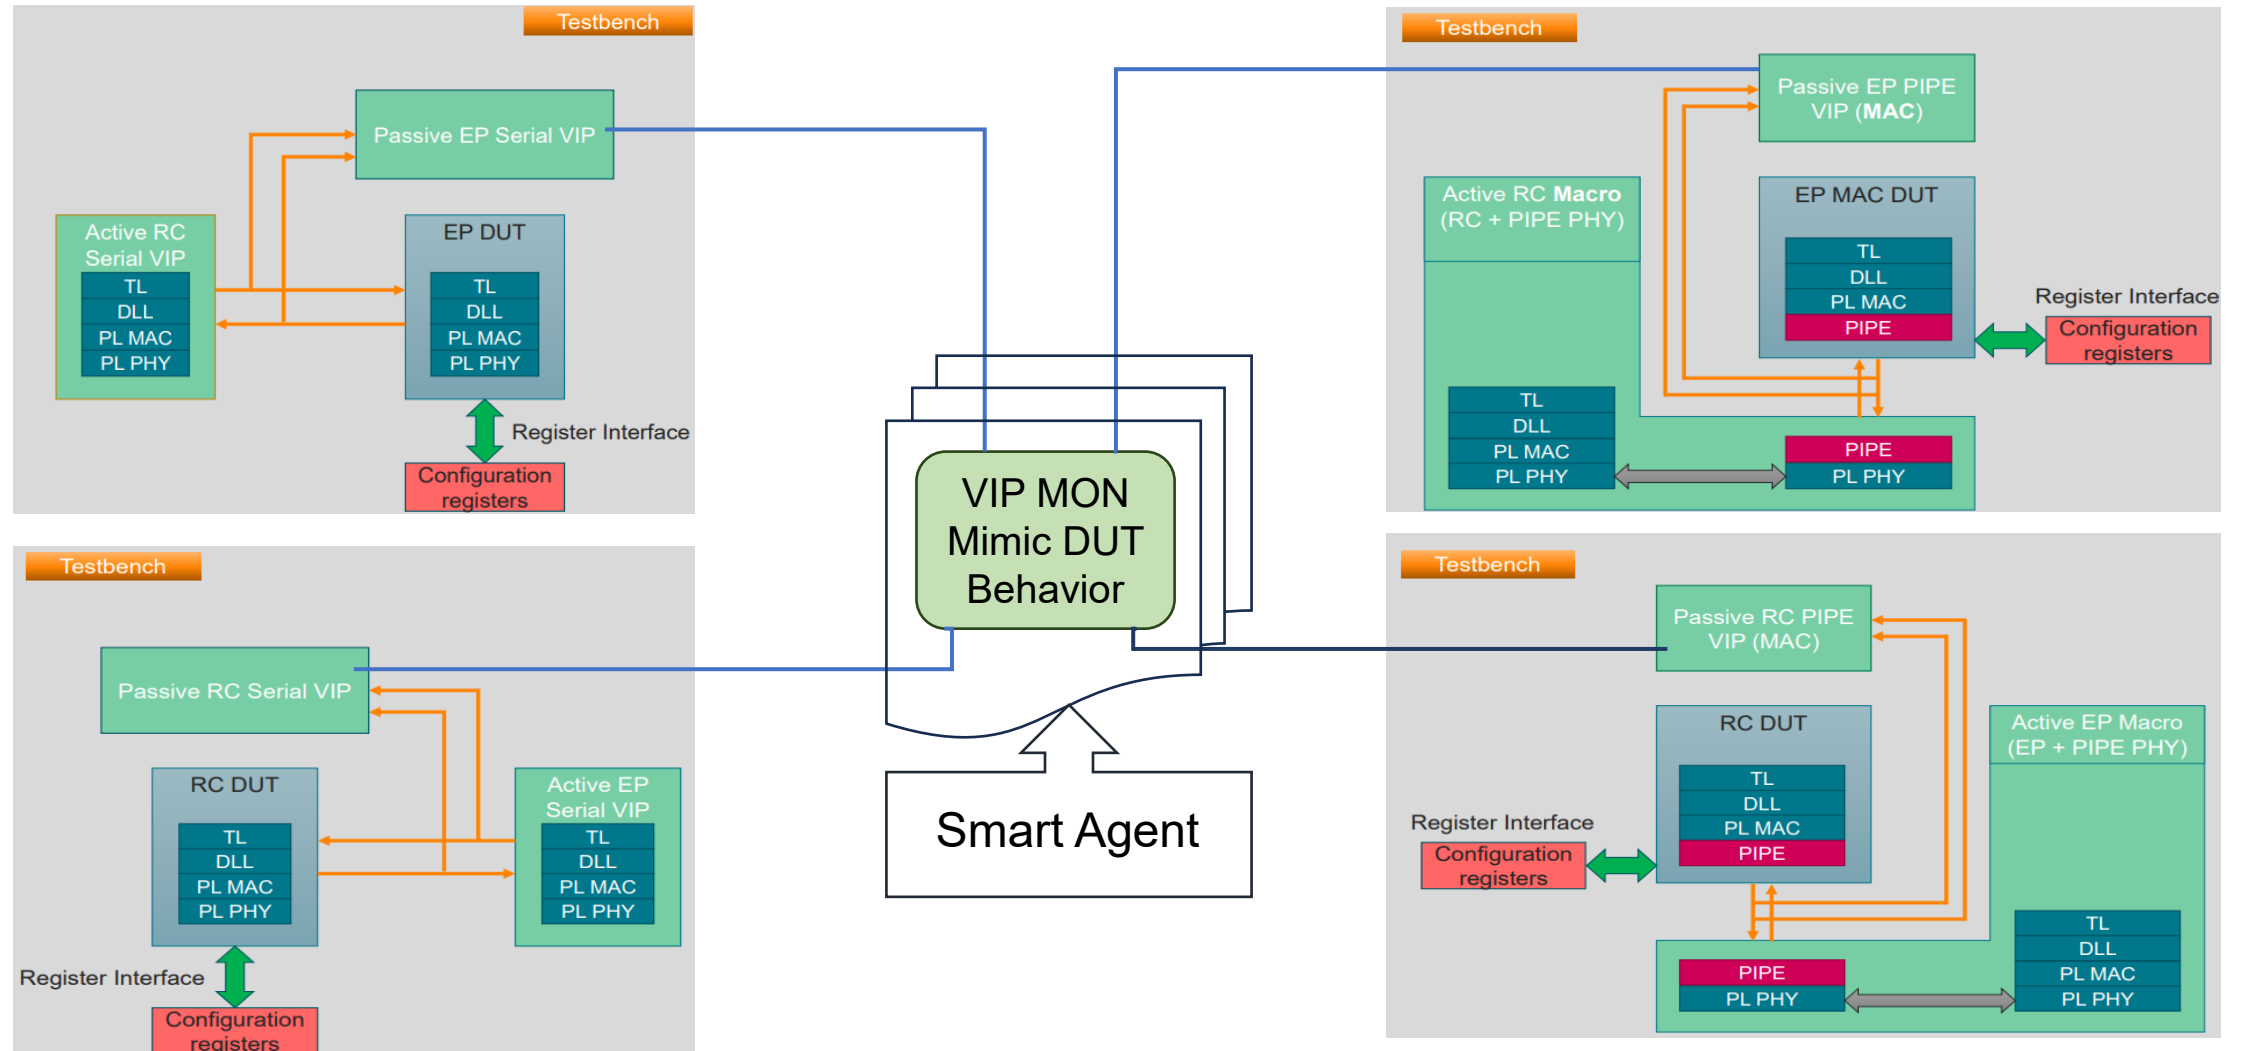 Testbench
Passive EP Serial VIP
Active RC
Serial VIP
TL
DLL
PL MAC
PL PHY
EP DUT
TL
DLL
PL MAC
PL PHY
Register Interface
Configuration
registers
Testbench
Passive EP PIPE
VIP (MAC)
Active RC Macro
(RC + PIPE PHY)
EP MAC DUT
TL
DLL
PL MAC
PIPE
Register Interface
Configuration
registers
TL
DLL
PL MAC
PL PHY
PIPE
PL PHY
VIP MON
Mimic DUT
Behavior
Smart Agent
Testbench
Passive RC Serial VIP
RC DUT
TL
DLL
PL MAC
PL PHY
Active EP
Serial VIP
TL
DLL
PL MAC
PL PHY
Register Interface
Configuration
registers
Testbench
Passive RC PIPE
VIP (MAC)
RC DUT
TL
DLL
PL MAC
PIPE
Active EP Macro
(EP + PIPE PHY)
Register Interface
Configuration
registers
PIPE
PL PHY
TL
DLL
PL MAC
PL PHY